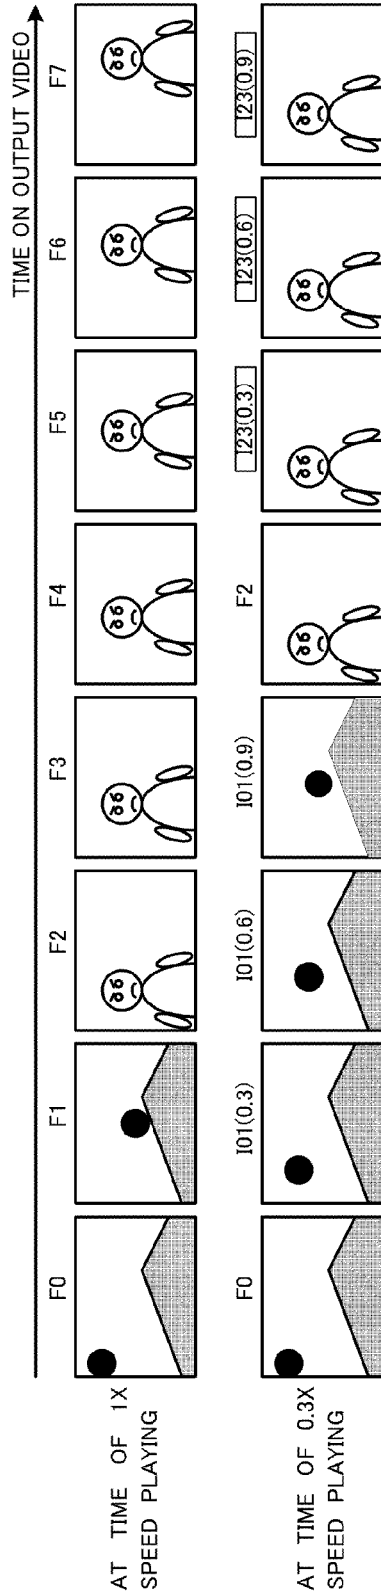 TIME ON OUTPUT VIDEO
F0 F1 F2 F3 F4 F5 F6 F7
AT TIME OF 1X
SPEED PLAYING
F0 I01(0.3) I01(0.6) I01(0.9) F2 I23(0.3) I23(0.6) I23(0.9)
AT TIME OF 0.3X
SPEED PLAYING